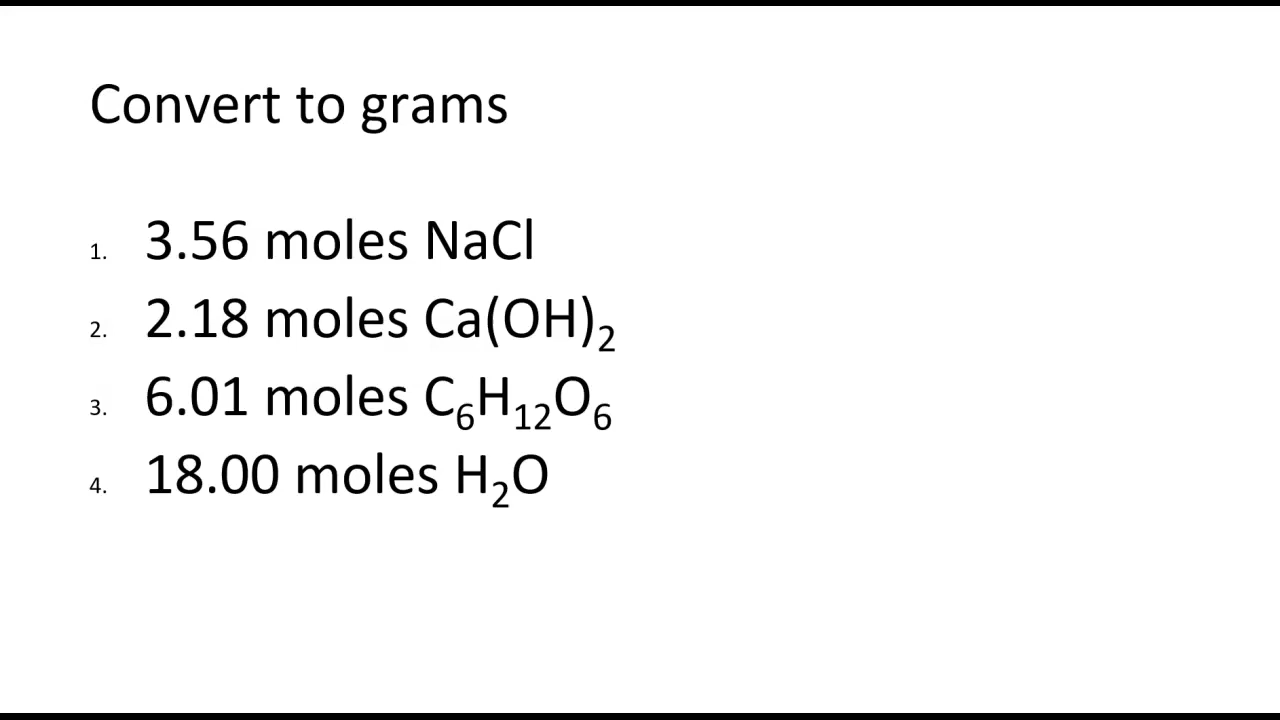 Convert to grams
1. 3.56 moles NaCl
2. 2.18 moles Ca(OH)₂
3. 6.01 moles C₆H₁₂O₆
4. 18.00 moles H₂O